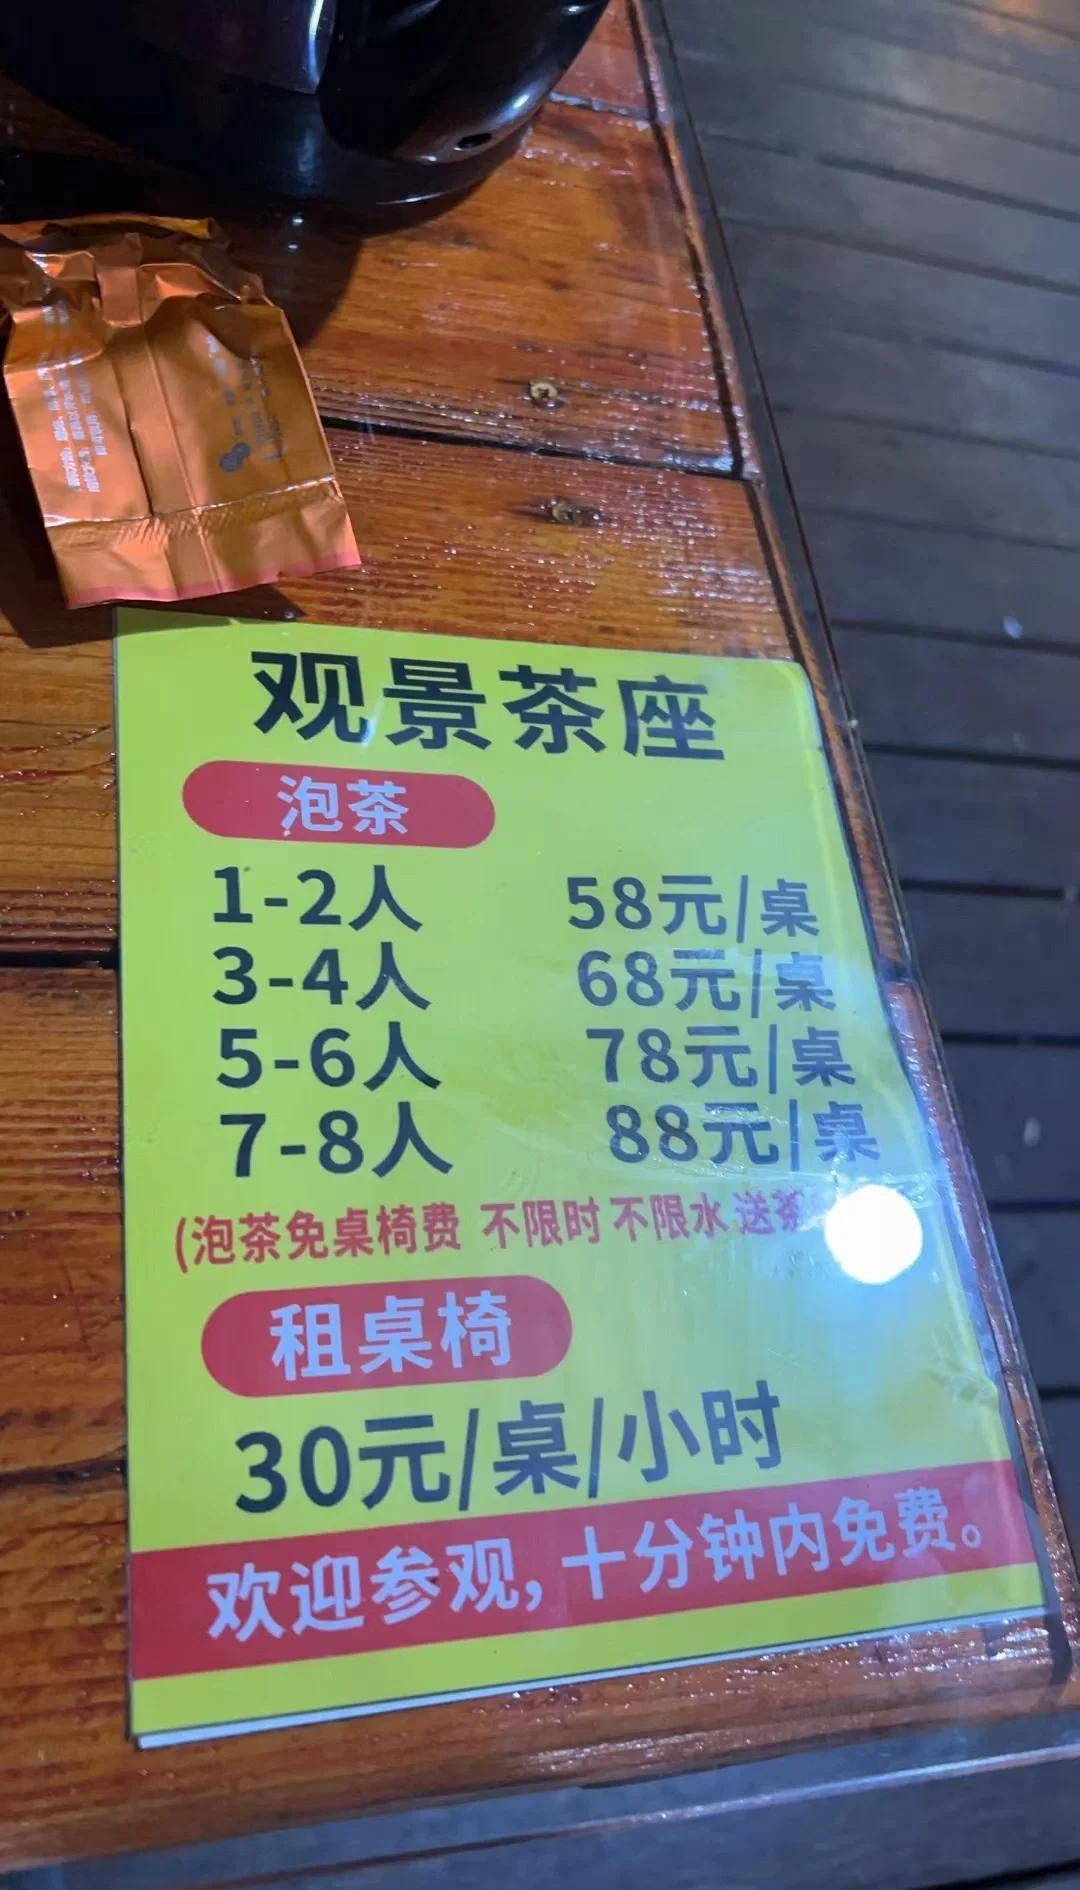 观景茶座
泡茶
1-2人 58元/桌
3-4人 68元/桌
5-6人 78元/桌
7-8人 88元/桌
(泡茶免桌椅费 不限时 不限水 送茶
租桌椅
30元/桌/小时
欢迎参观,十分钟内免费。